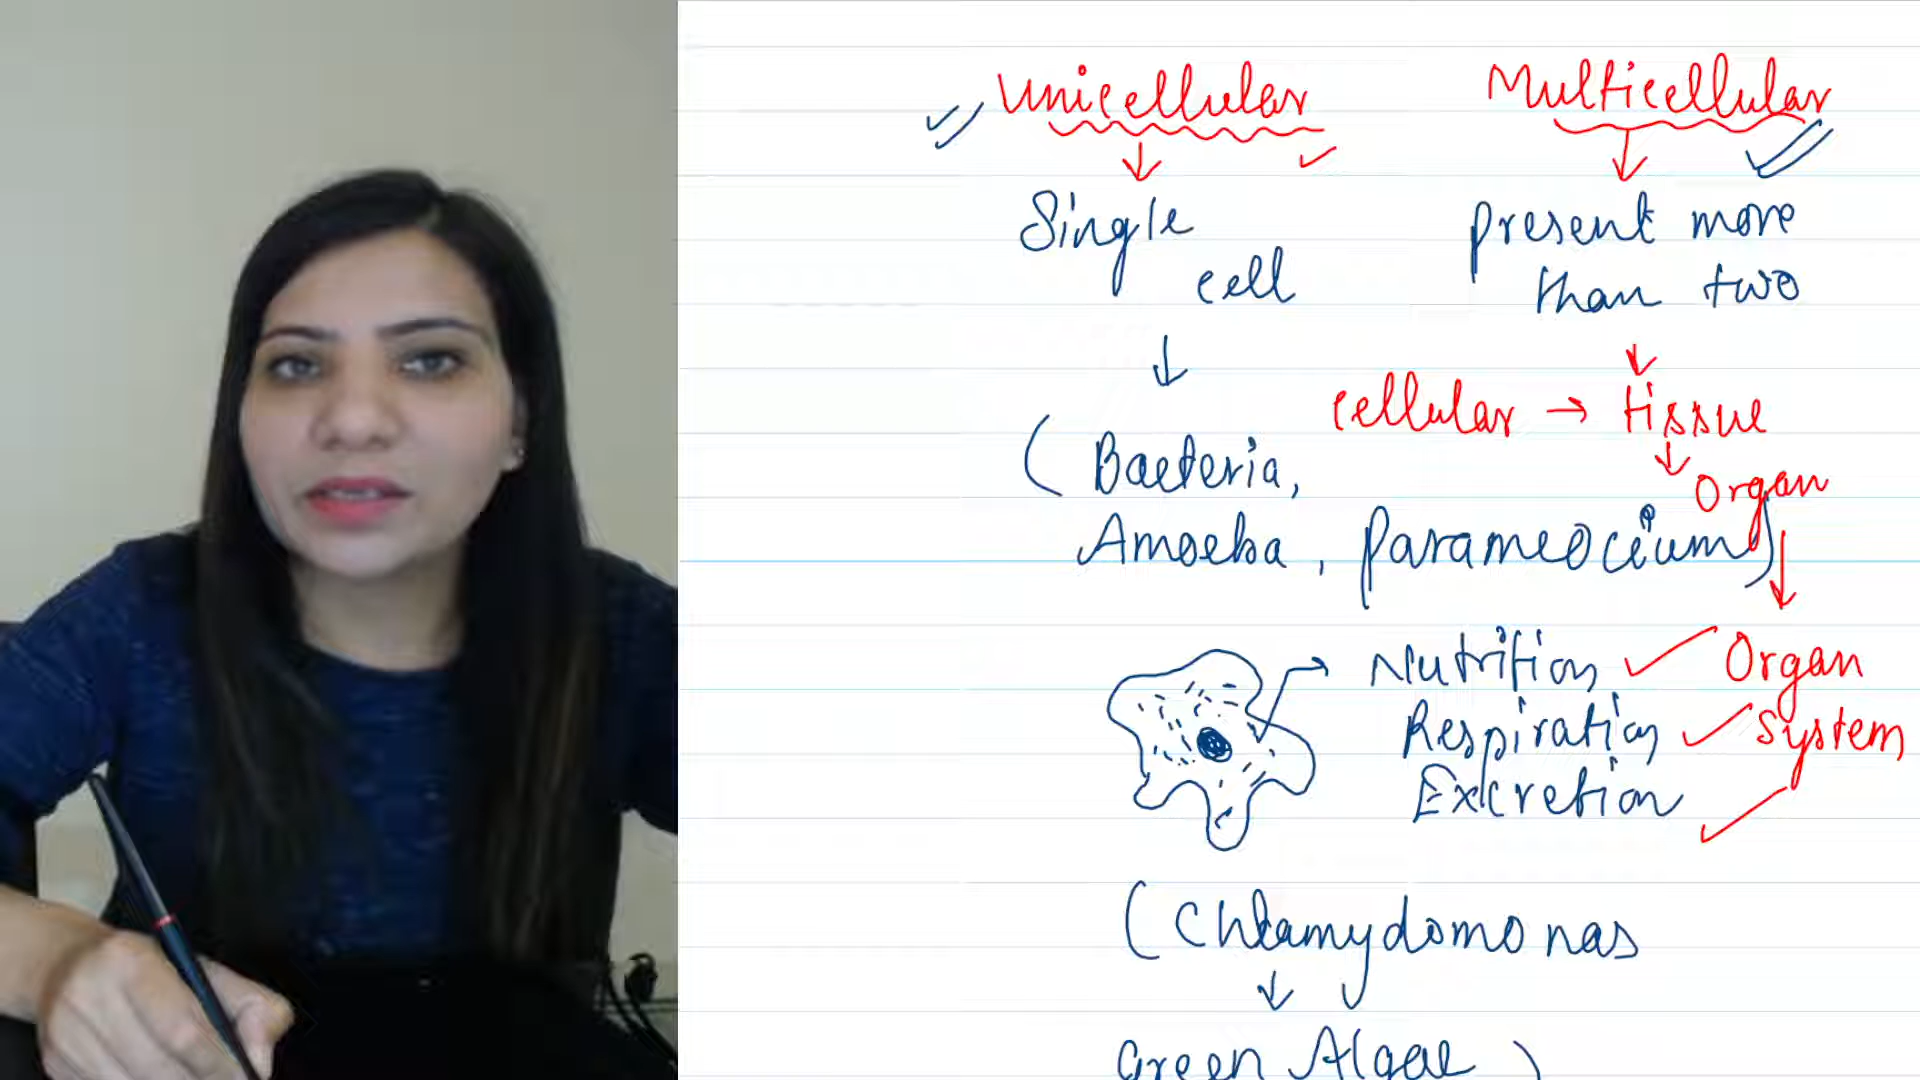 Unicellular Multicellular
Single present more
cell than two
cellular → tissue
(Bacteria, Organ
Amoeba, Parameocium)
Nutrition Organ
Respiration System
Excretion
(Chlamydomonas
Green Algae)